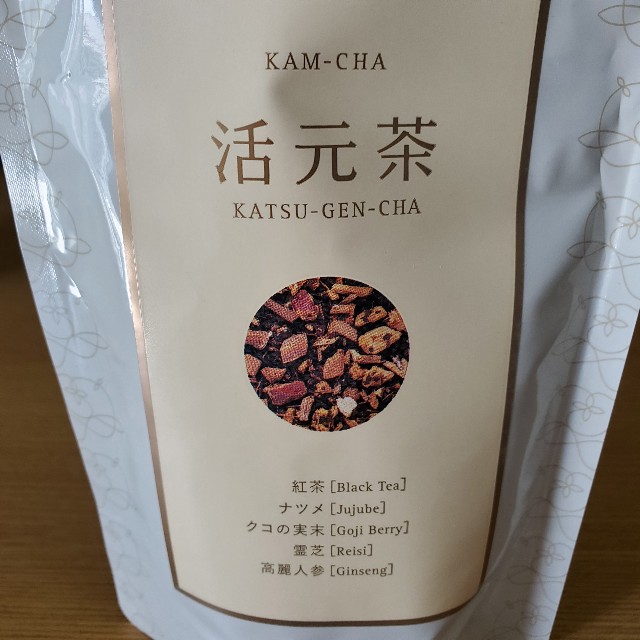 KAM-CHA
活元茶
KATSU-GEN-CHA
紅茶[Black Tea]
ナツメ[Jujube]
クコの実末[Goji Berry]
霊芝[Reisi]
高麗人参[Ginseng]